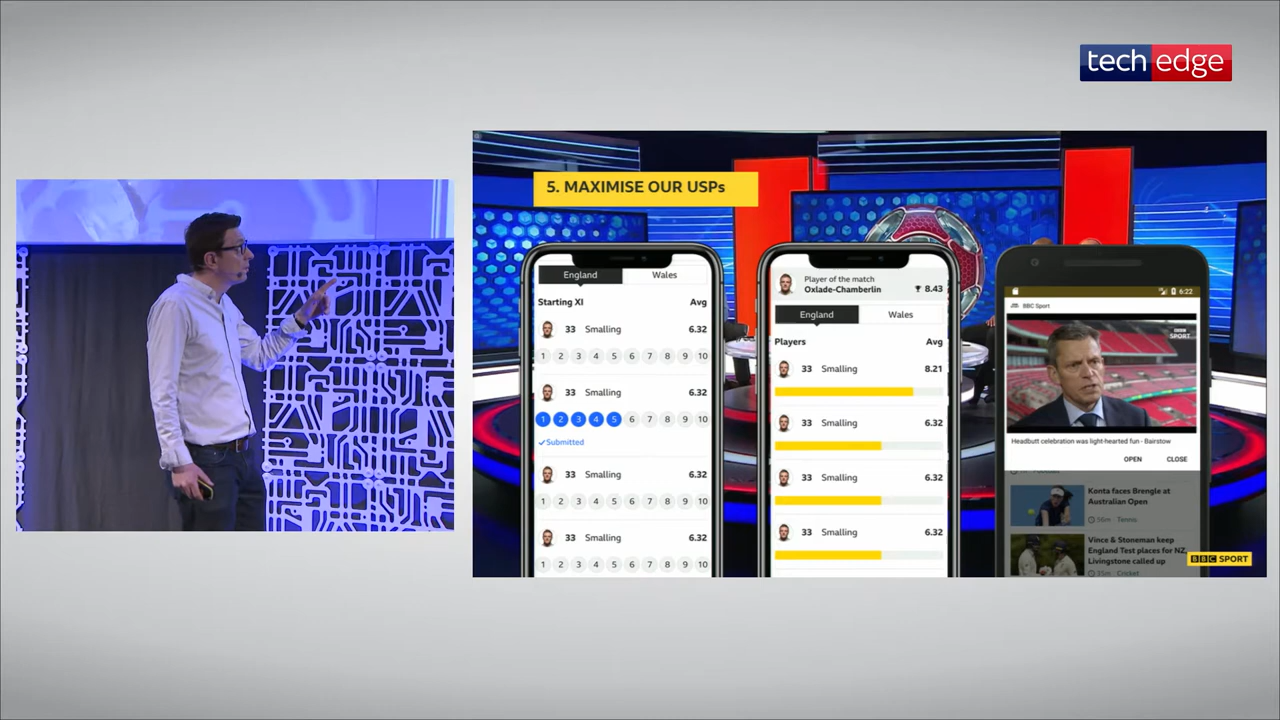 tech edge
5. MAXIMISE OUR USPs
England Wales
Starting XI Avg
33 Smalling 6.32
1 2 3 4 5 6 7 8 9 10
33 Smalling 6.32
1 2 3 4 5 6 7 8 9 10
Submitted
33 Smalling 6.32
1 2 3 4 5 6 7 8 9 10
33 Smalling 6.32
1 2 3 4 5 6 7 8 9 10
Player of the match
Oxlade-Chamberlin 8.43
England Wales
Players Avg
33 Smalling 8.21
33 Smalling 6.32
33 Smalling 6.32
33 Smalling 6.32
6:22
BBC Sport
BBC
SPORT
Headbutt celebration was light-hearted fun - Bairstow
OPEN CLOSE
Konta faces Brengle at
Australian Open
56m Tennis
Vince & Stoneman keep
England Test places for NZ,
Livingstone called up
35m Cricket
BBC SPORT